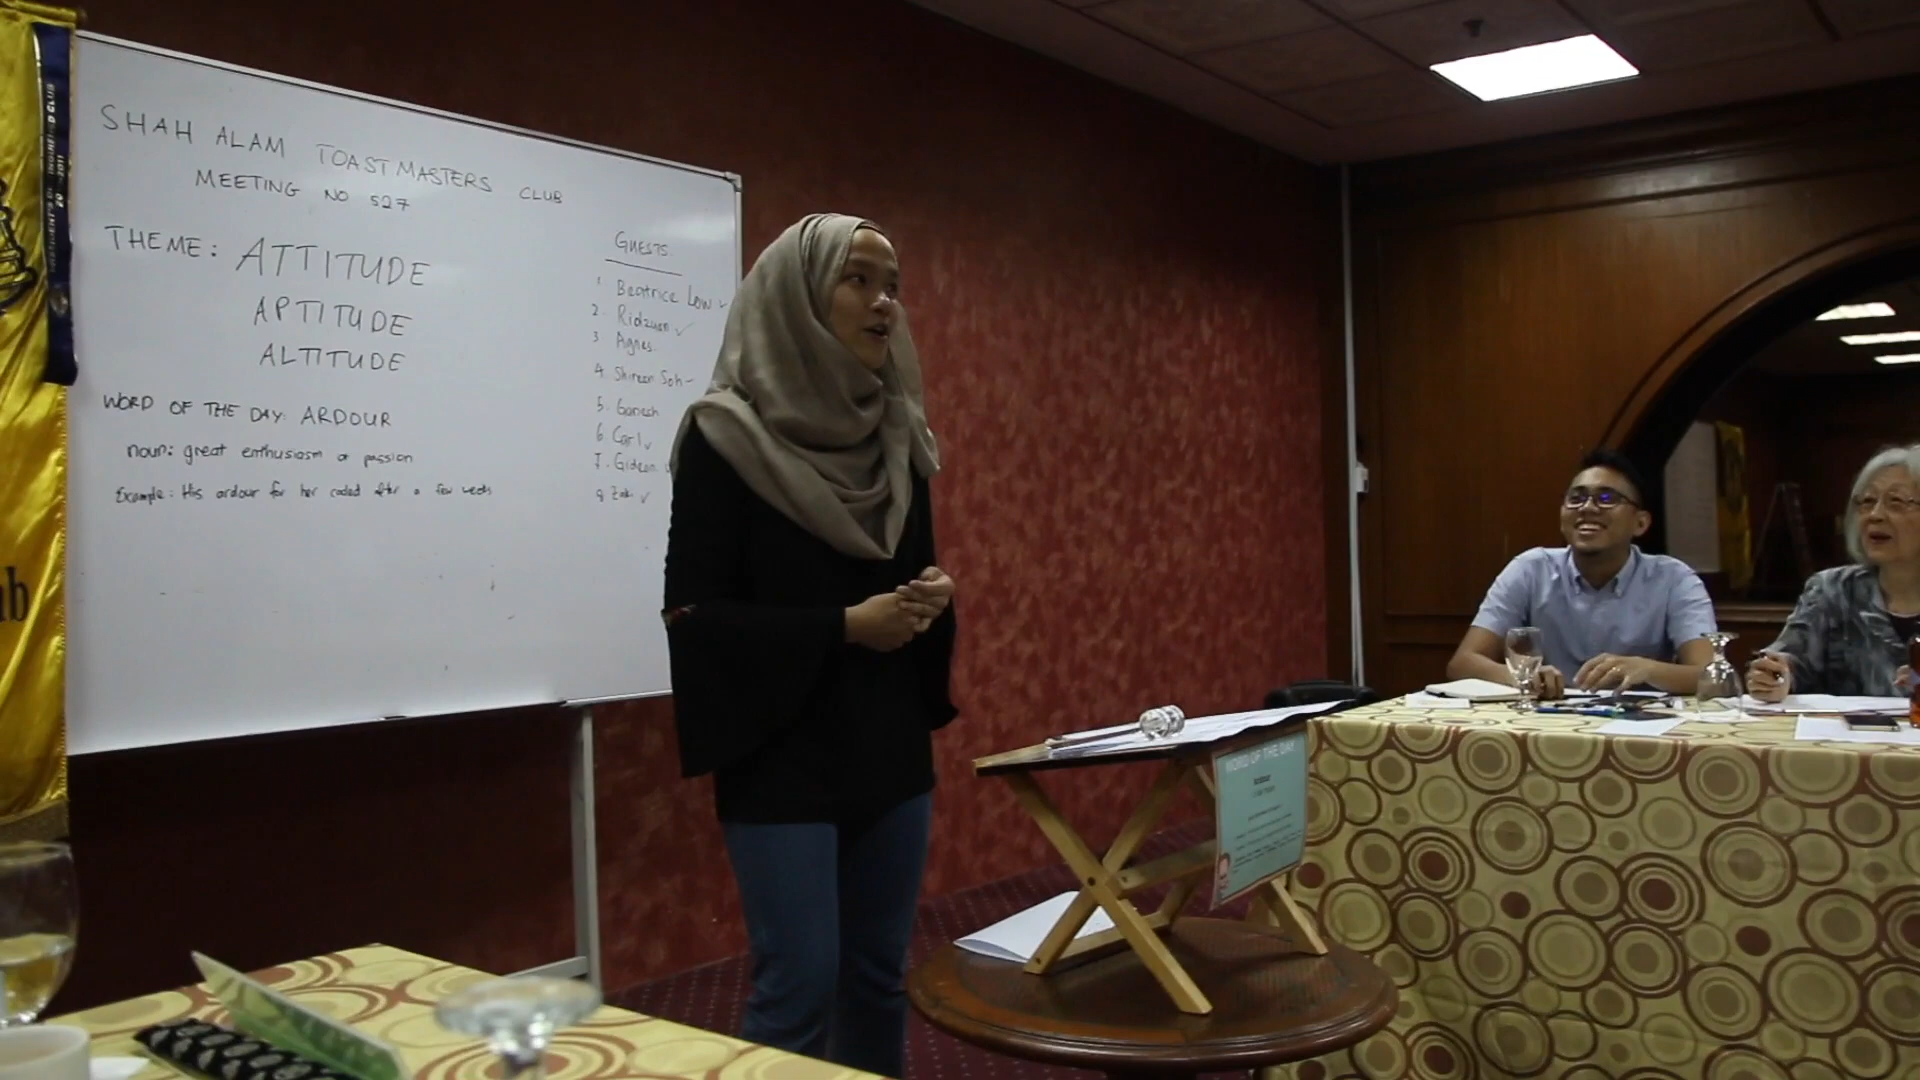 SHAH ALAM TOASTMASTERS CLUB
MEETING NO 527
THEME: ATTITUDE
APTITUDE
ALTITUDE
WORD OF THE DAY: ARDOUR
noun: great enthusiasm or passion
Example: His ardour for her cooled after a few weeks
GUESTS
1 Beatrice Low ✓
2. Ridzuan ✓
3 Agnes.
4. Shireen Soh ✓
5. Ganesh
6. Carl ✓
7. Gideon
8 Zaki ✓
WORD OF THE DAY
2011